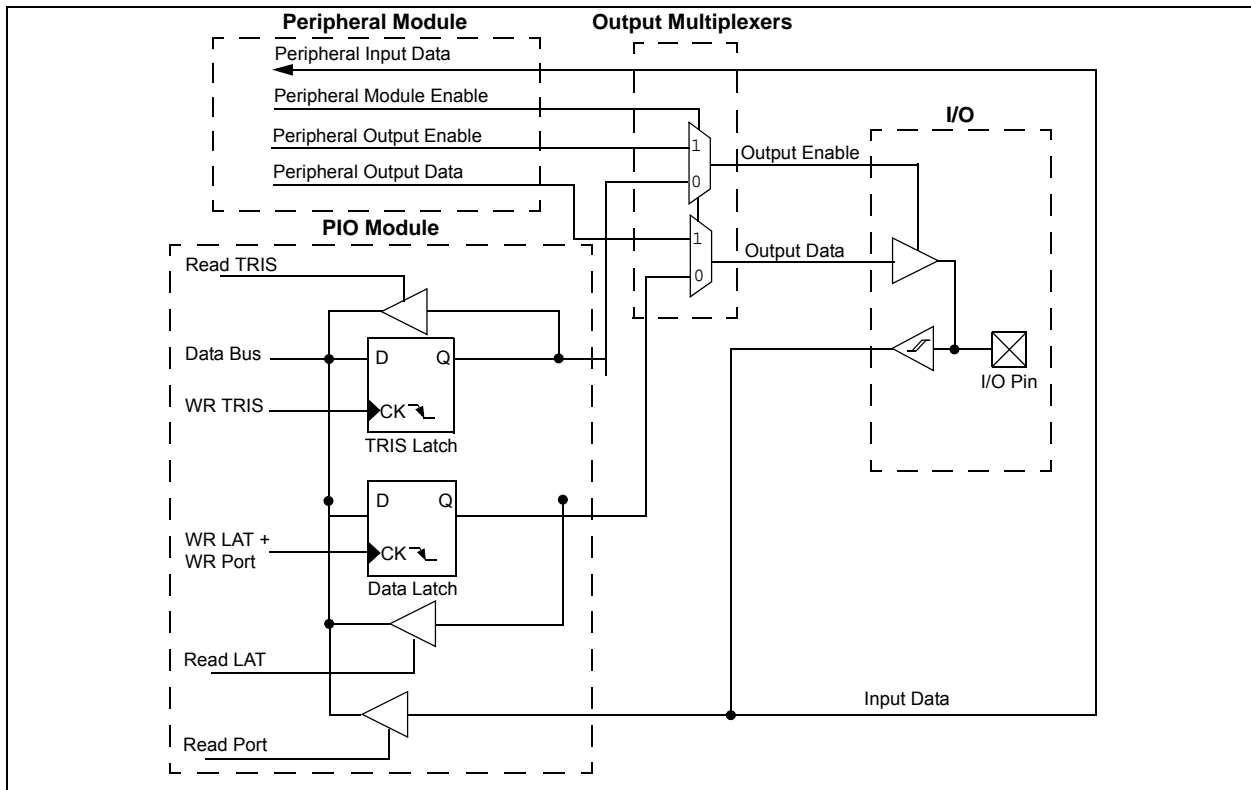 Peripheral Module
Output Multiplexers
Peripheral Input Data
Peripheral Module Enable
I/O
Peripheral Output Enable
1
Output Enable
Peripheral Output Data
0
PIO Module
1
Output Data
Read TRIS
0
Data Bus
D
Q
I/O Pin
WR TRIS
CK
TRIS Latch
D
Q
WR LAT +
WR Port
CK
Data Latch
Read LAT
Input Data
Read Port